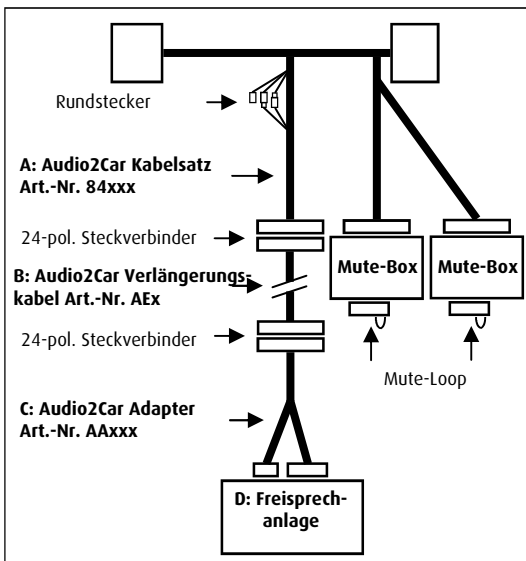 Rundstecker
A: Audio2Car Kabelsatz
Art.-Nr. 84xxx
24-pol. Steckverbinder
B: Audio2Car Verlängerungs-
kabel Art.-Nr. AEx
24-pol. Steckverbinder
C: Audio2Car Adapter
Art.-Nr. AAxxx
D: Freisprech-
anlage
Mute-Box
Mute-Box
Mute-Loop